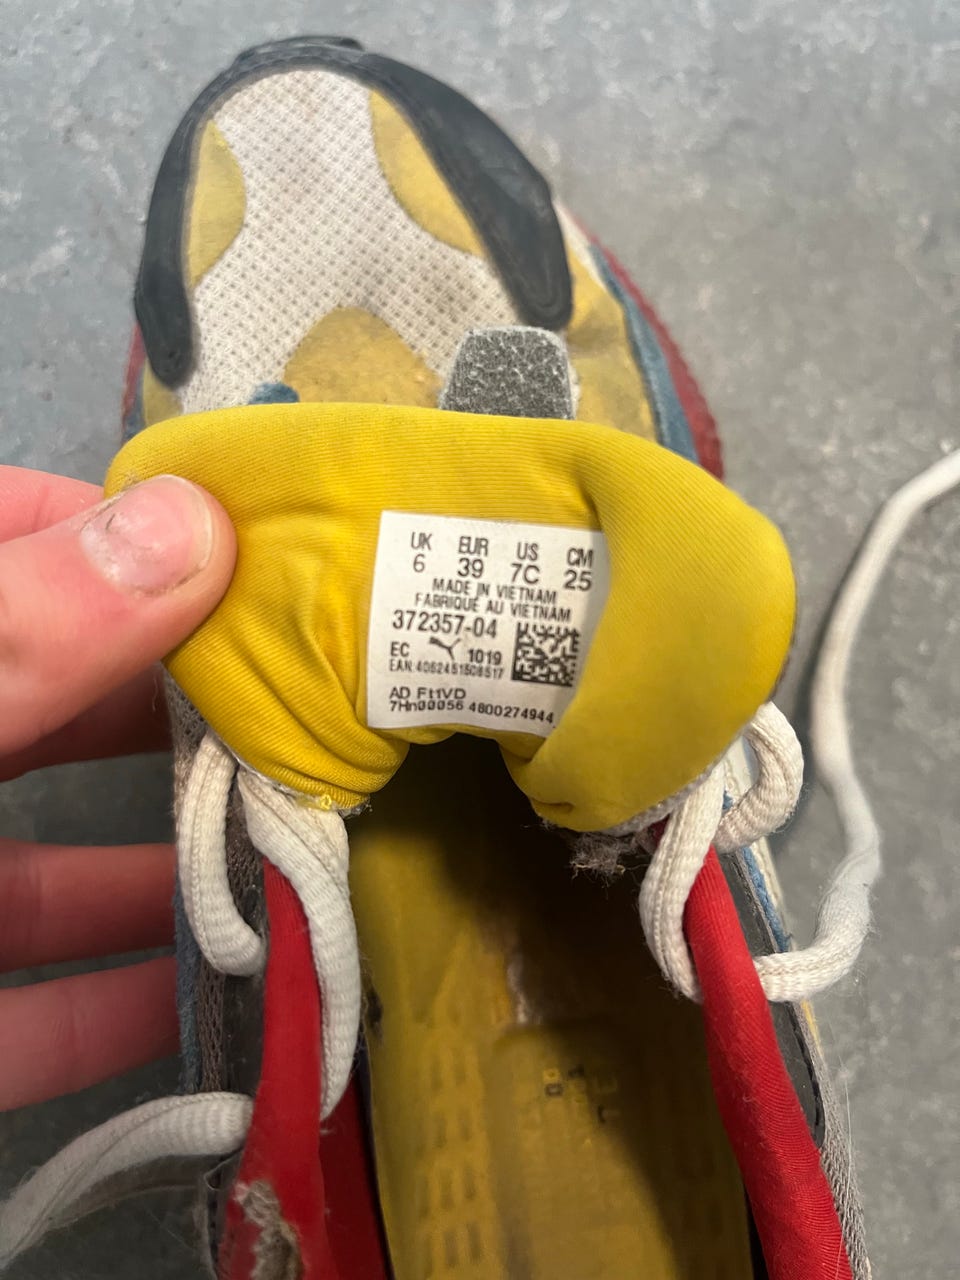 UK EUR US CM
6 39 7C 25
MADE IN VIETNAM
FABRIQUÉ AU VIETNAM
372357-04
EC 1019
EAN:4062451508517
AD Ft1VD
7Hn00056 4800274944